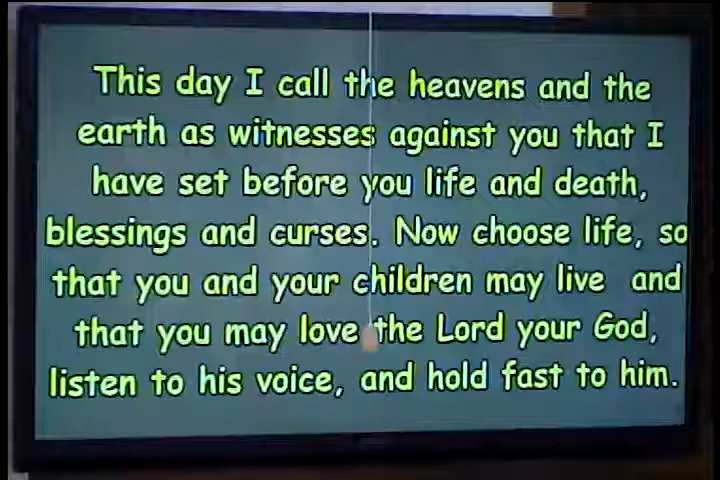 This day I call the heavens and the
earth as witnesses against you that I
have set before you life and death,
blessings and curses. Now choose life, so
that you and your children may live and
that you may love the Lord your God,
listen to his voice, and hold fast to him.